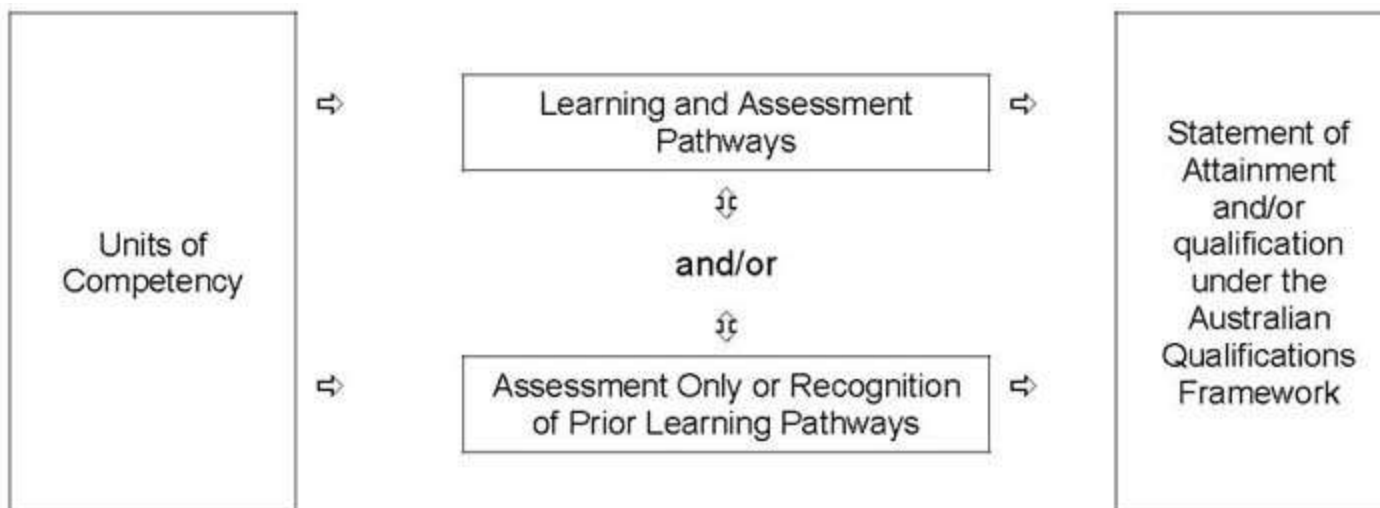 Units of
Competency
Learning and Assessment
Pathways
and/or
Assessment Only or Recognition
of Prior Learning Pathways
Statement of
Attainment
and/or
qualification
under the
Australian
Qualifications
Framework